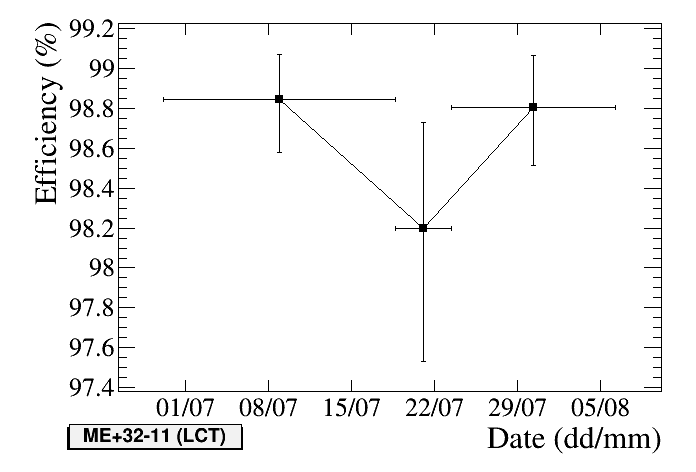 Efficiency (%)
99.2
99
98.8
98.6
98.4
98.2
98
97.8
97.6
97.4
01/07 08/07 15/07 22/07 29/07 05/08
ME+32-11 (LCT)
Date (dd/mm)